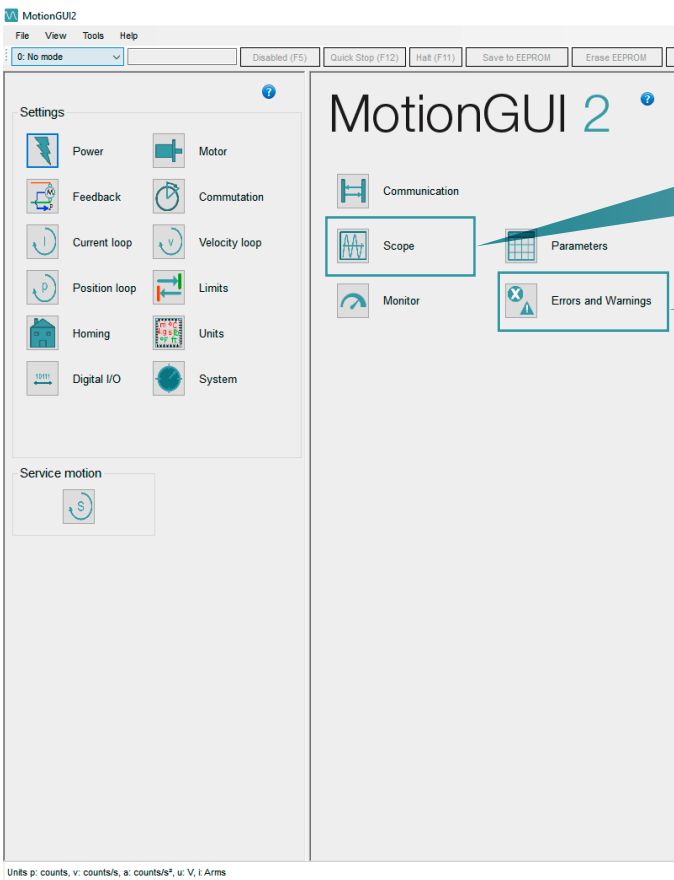 MotionGUI2
File View Tools Help
0: No mode Disabled (F5) Quick Stop (F12) Halt (F11) Save to EEPROM Erase EEPROM
Settings
Power Motor
Feedback Commutation
Current loop Velocity loop
Position loop Limits
Homing Units
Digital I/O System
Service motion
S
MotionGUI 2
Communication
Scope Parameters
Monitor Errors and Warnings
Units p: counts, v: counts/s, a: counts/s², u: V, i: Arms